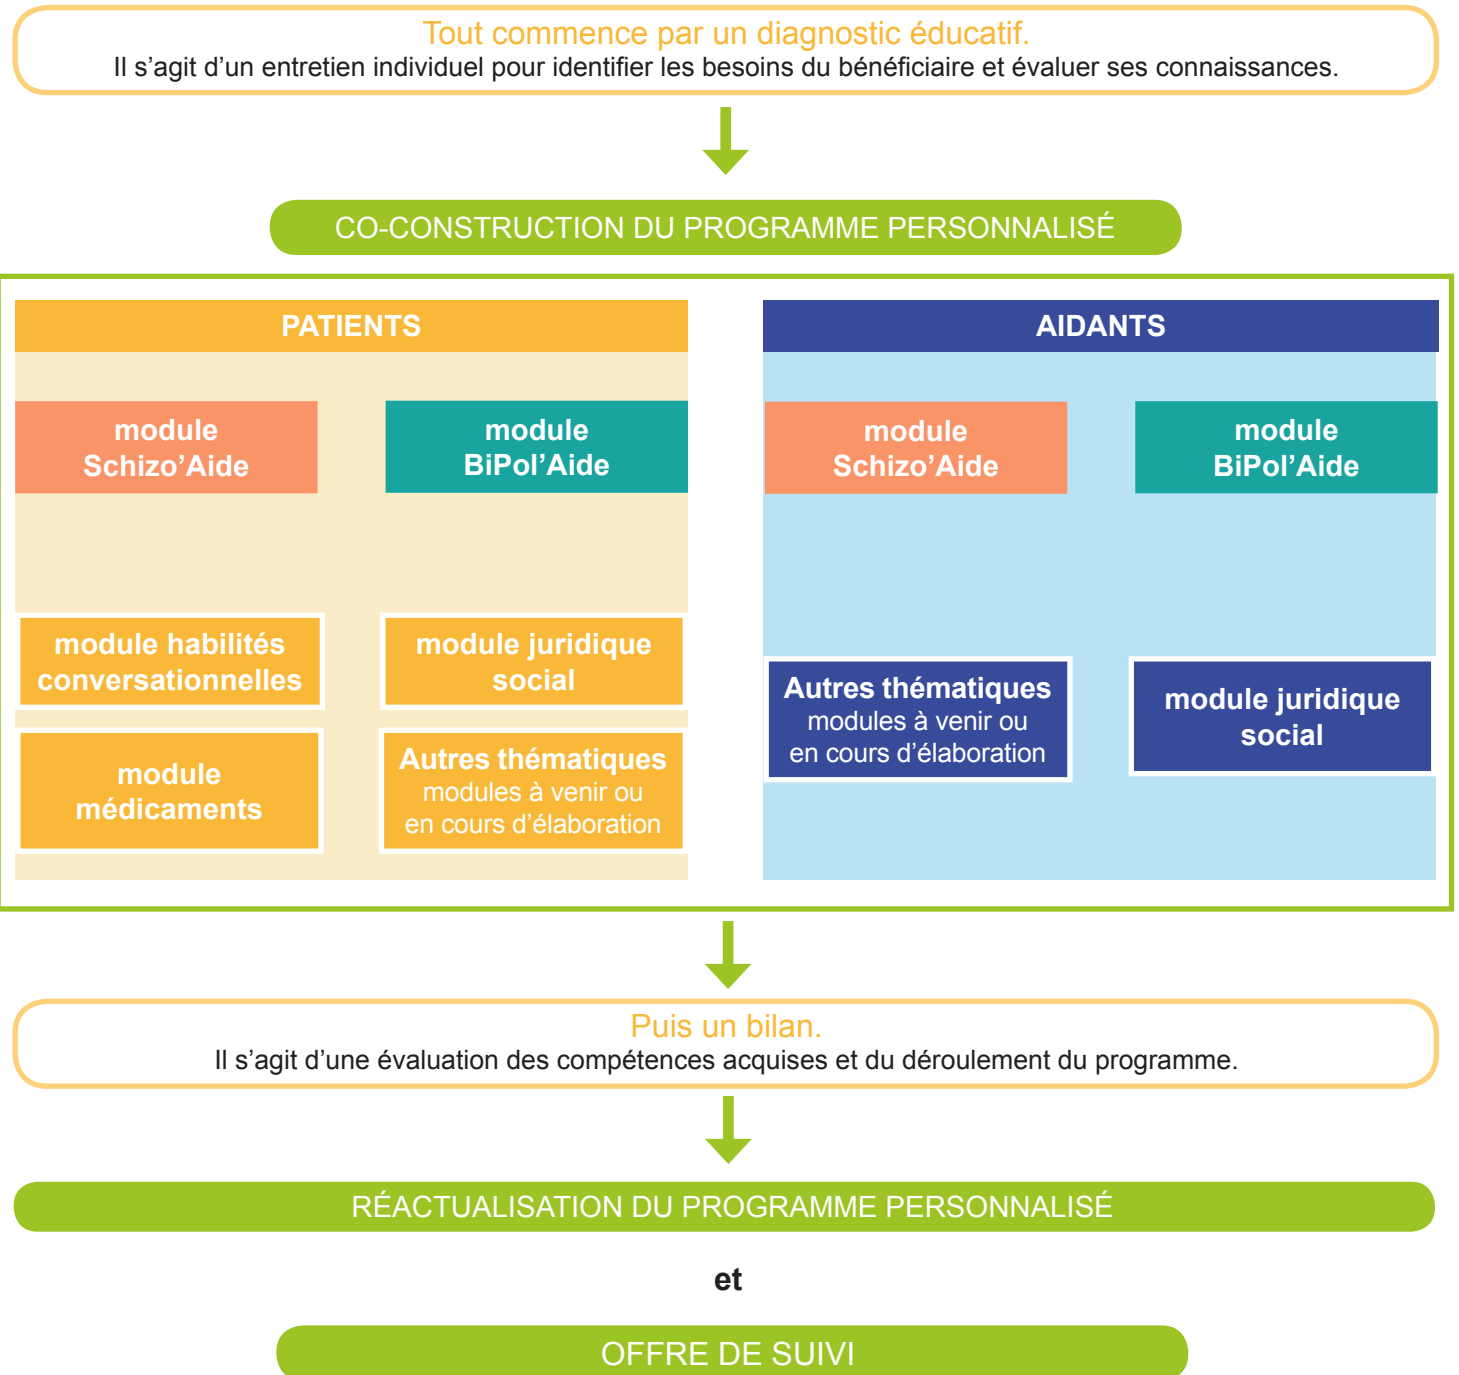 Tout commence par un diagnostic éducatif.
Il s’agit d’un entretien individuel pour identifier les besoins du bénéficiaire et évaluer ses connaissances.
CO-CONSTRUCTION DU PROGRAMME PERSONNALISÉ
PATIENTS
module
Schizo’Aide
module
BiPol’Aide
module habilités
conversationnelles
module juridique
social
module
médicaments
Autres thématiques
modules à venir ou
en cours d’élaboration
AIDANTS
module
Schizo’Aide
module
BiPol’Aide
Autres thématiques
modules à venir ou
en cours d’élaboration
module juridique
social
Puis un bilan.
Il s’agit d’une évaluation des compétences acquises et du déroulement du programme.
RÉACTUALISATION DU PROGRAMME PERSONNALISÉ
et
OFFRE DE SUIVI